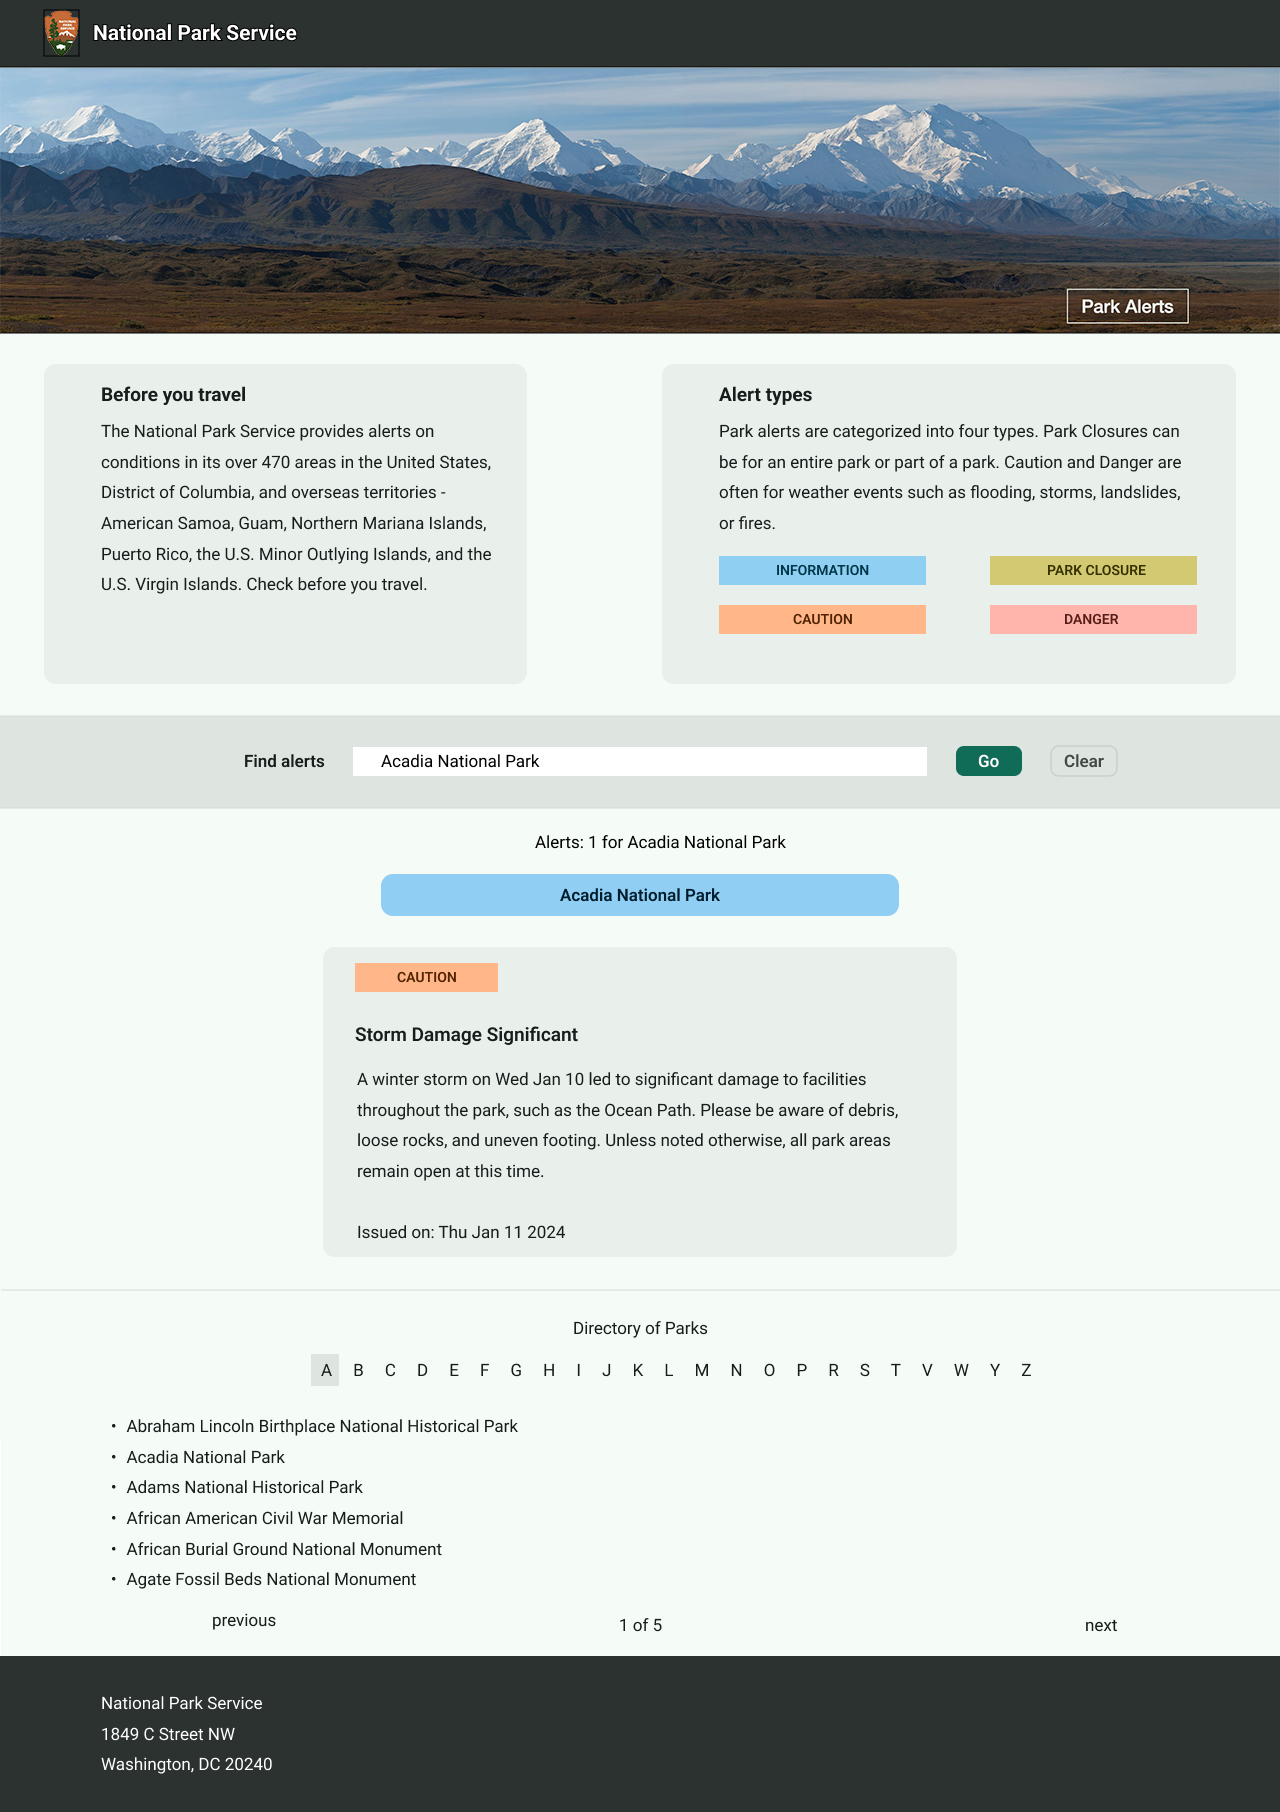 NATIONAL
PARK
SERVICE
National Park Service
Park Alerts
Before you travel
The National Park Service provides alerts on
conditions in its over 470 areas in the United States,
District of Columbia, and overseas territories -
American Samoa, Guam, Northern Mariana Islands,
Puerto Rico, the U.S. Minor Outlying Islands, and the
U.S. Virgin Islands. Check before you travel.
Alert types
Park alerts are categorized into four types. Park Closures can
be for an entire park or part of a park. Caution and Danger are
often for weather events such as flooding, storms, landslides,
or fires.
INFORMATION PARK CLOSURE
CAUTION DANGER
Find alerts Acadia National Park Go Clear
Alerts: 1 for Acadia National Park
Acadia National Park
CAUTION
Storm Damage Significant
A winter storm on Wed Jan 10 led to significant damage to facilities
throughout the park, such as the Ocean Path. Please be aware of debris,
loose rocks, and uneven footing. Unless noted otherwise, all park areas
remain open at this time.
Issued on: Thu Jan 11 2024
Directory of Parks
A B C D E F G H I J K L M N O P R S T V W Y Z
• Abraham Lincoln Birthplace National Historical Park
• Acadia National Park
• Adams National Historical Park
• African American Civil War Memorial
• African Burial Ground National Monument
• Agate Fossil Beds National Monument
previous 1 of 5 next
National Park Service
1849 C Street NW
Washington, DC 20240